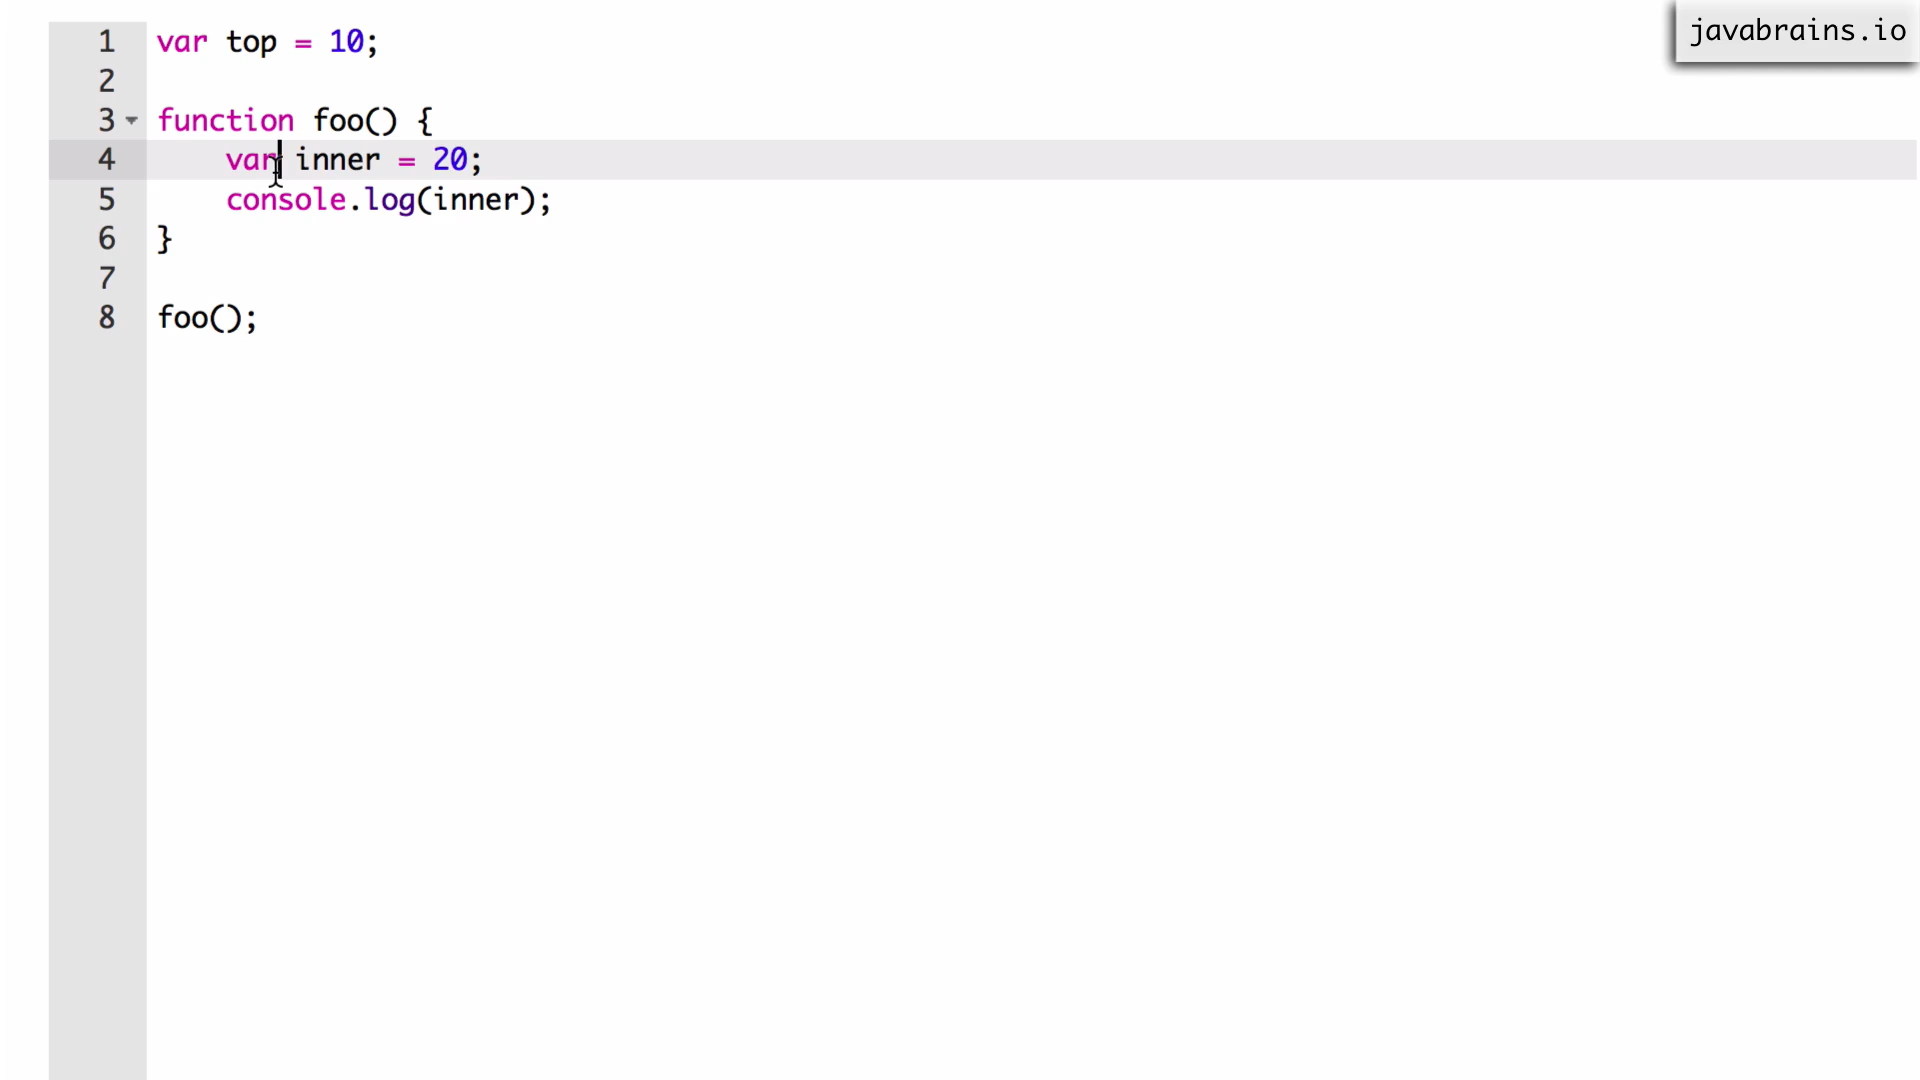 javabrains.io
1 var top = 10;
2
3 function foo() {
4     var inner = 20;
5     console.log(inner);
6 }
7
8 foo();